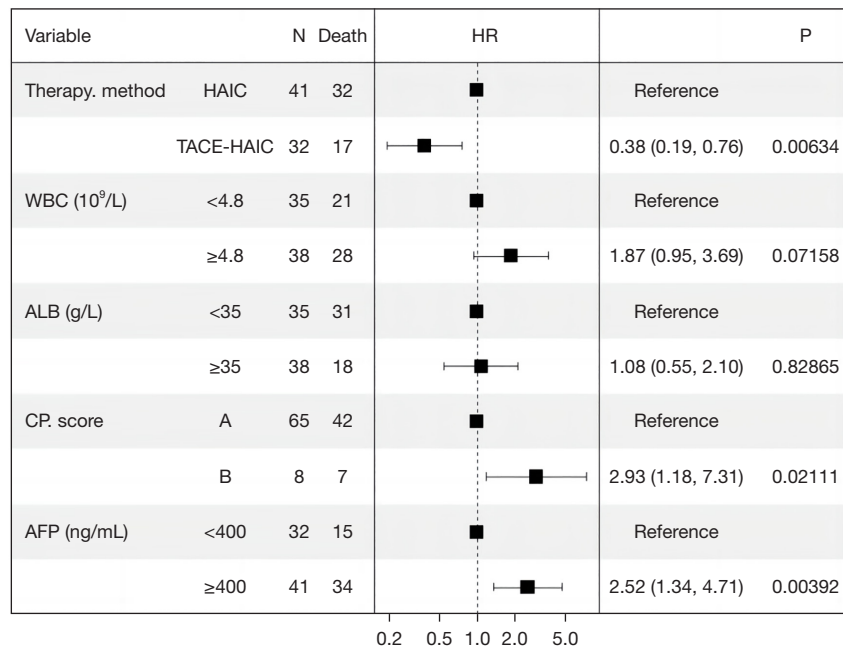 Variable N Death HR P
Therapy. method HAIC 41 32 Reference
TACE-HAIC 32 17 0.38 (0.19, 0.76) 0.00634
WBC (10⁹/L) <4.8 35 21 Reference
≥4.8 38 28 1.87 (0.95, 3.69) 0.07158
ALB (g/L) <35 35 31 Reference
≥35 38 18 1.08 (0.55, 2.10) 0.82865
CP. score A 65 42 Reference
B 8 7 2.93 (1.18, 7.31) 0.02111
AFP (ng/mL) <400 32 15 Reference
≥400 41 34 2.52 (1.34, 4.71) 0.00392
0.2 0.5 1.0 2.0 5.0